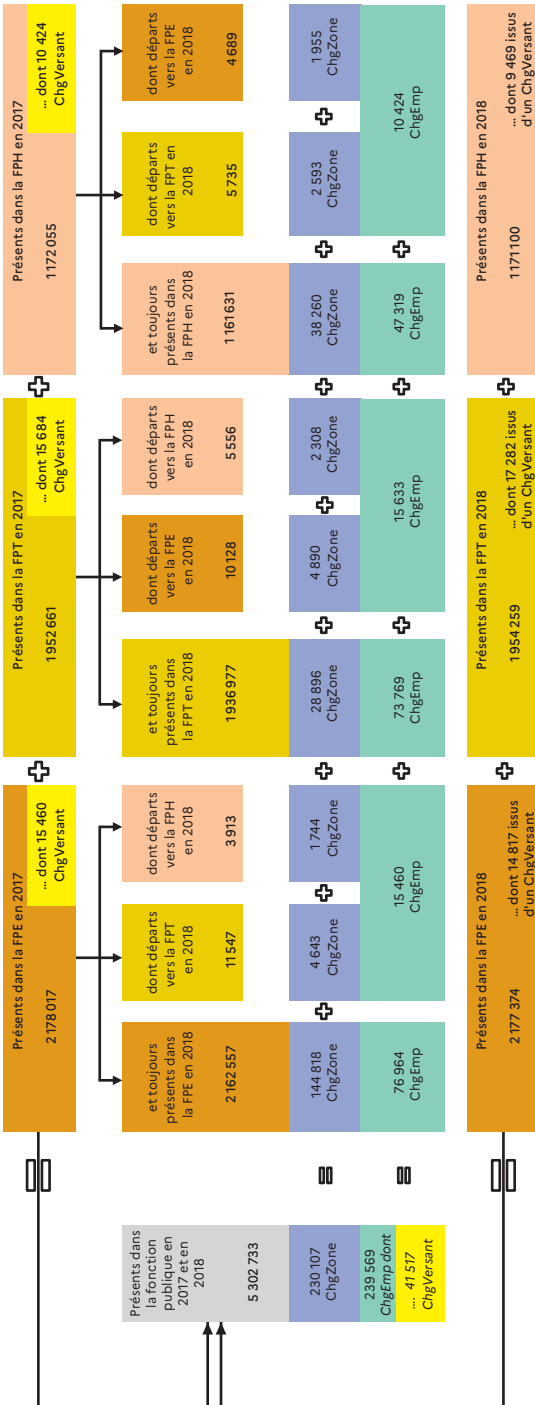 Présents dans la FPE en 2017
2 178 017
... dont 15 460
ChgVersant
Présents dans la FPT en 2017
1 952 661
... dont 15 684
ChgVersant
Présents dans la FPH en 2017
1 172 055
... dont 10 424
ChgVersant
Présents dans
la fonction
publique en
2017 et en
2018
5 302 733
et toujours
présents dans
la FPE en 2018
2 162 557
dont départs
vers la FPT
en 2018
11 547
dont départs
vers la FPH
en 2018
3 913
et toujours
présents dans
la FPT en 2018
1 936 977
dont départs
vers la FPE
en 2018
10 128
dont départs
vers la FPH
en 2018
5 556
et toujours
présents dans
la FPH en 2018
1 161 631
dont départs
vers la FPT en
2018
5 735
dont départs
vers la FPE
en 2018
4 689
230 107
ChgZone
=
144 818
ChgZone
+
4 643
ChgZone
+
1 744
ChgZone
+
28 896
ChgZone
+
4 890
ChgZone
+
2 308
ChgZone
+
38 260
ChgZone
+
2 593
ChgZone
+
1 955
ChgZone
239 569
ChgEmp dont
.... 41 517
ChgVersant
=
76 964
ChgEmp
15 460
ChgEmp
+
73 769
ChgEmp
+
15 633
ChgEmp
+
47 319
ChgEmp
+
10 424
ChgEmp
Présents dans la FPE en 2018
2 177 374
... dont 14 817 issus
d'un ChgVersant
+
Présents dans la FPT en 2018
1 954 259
... dont 17 282 issus
d'un ChgVersant
+
Présents dans la FPH en 2018
1 171 100
... dont 9 469 issus
d'un ChgVersant